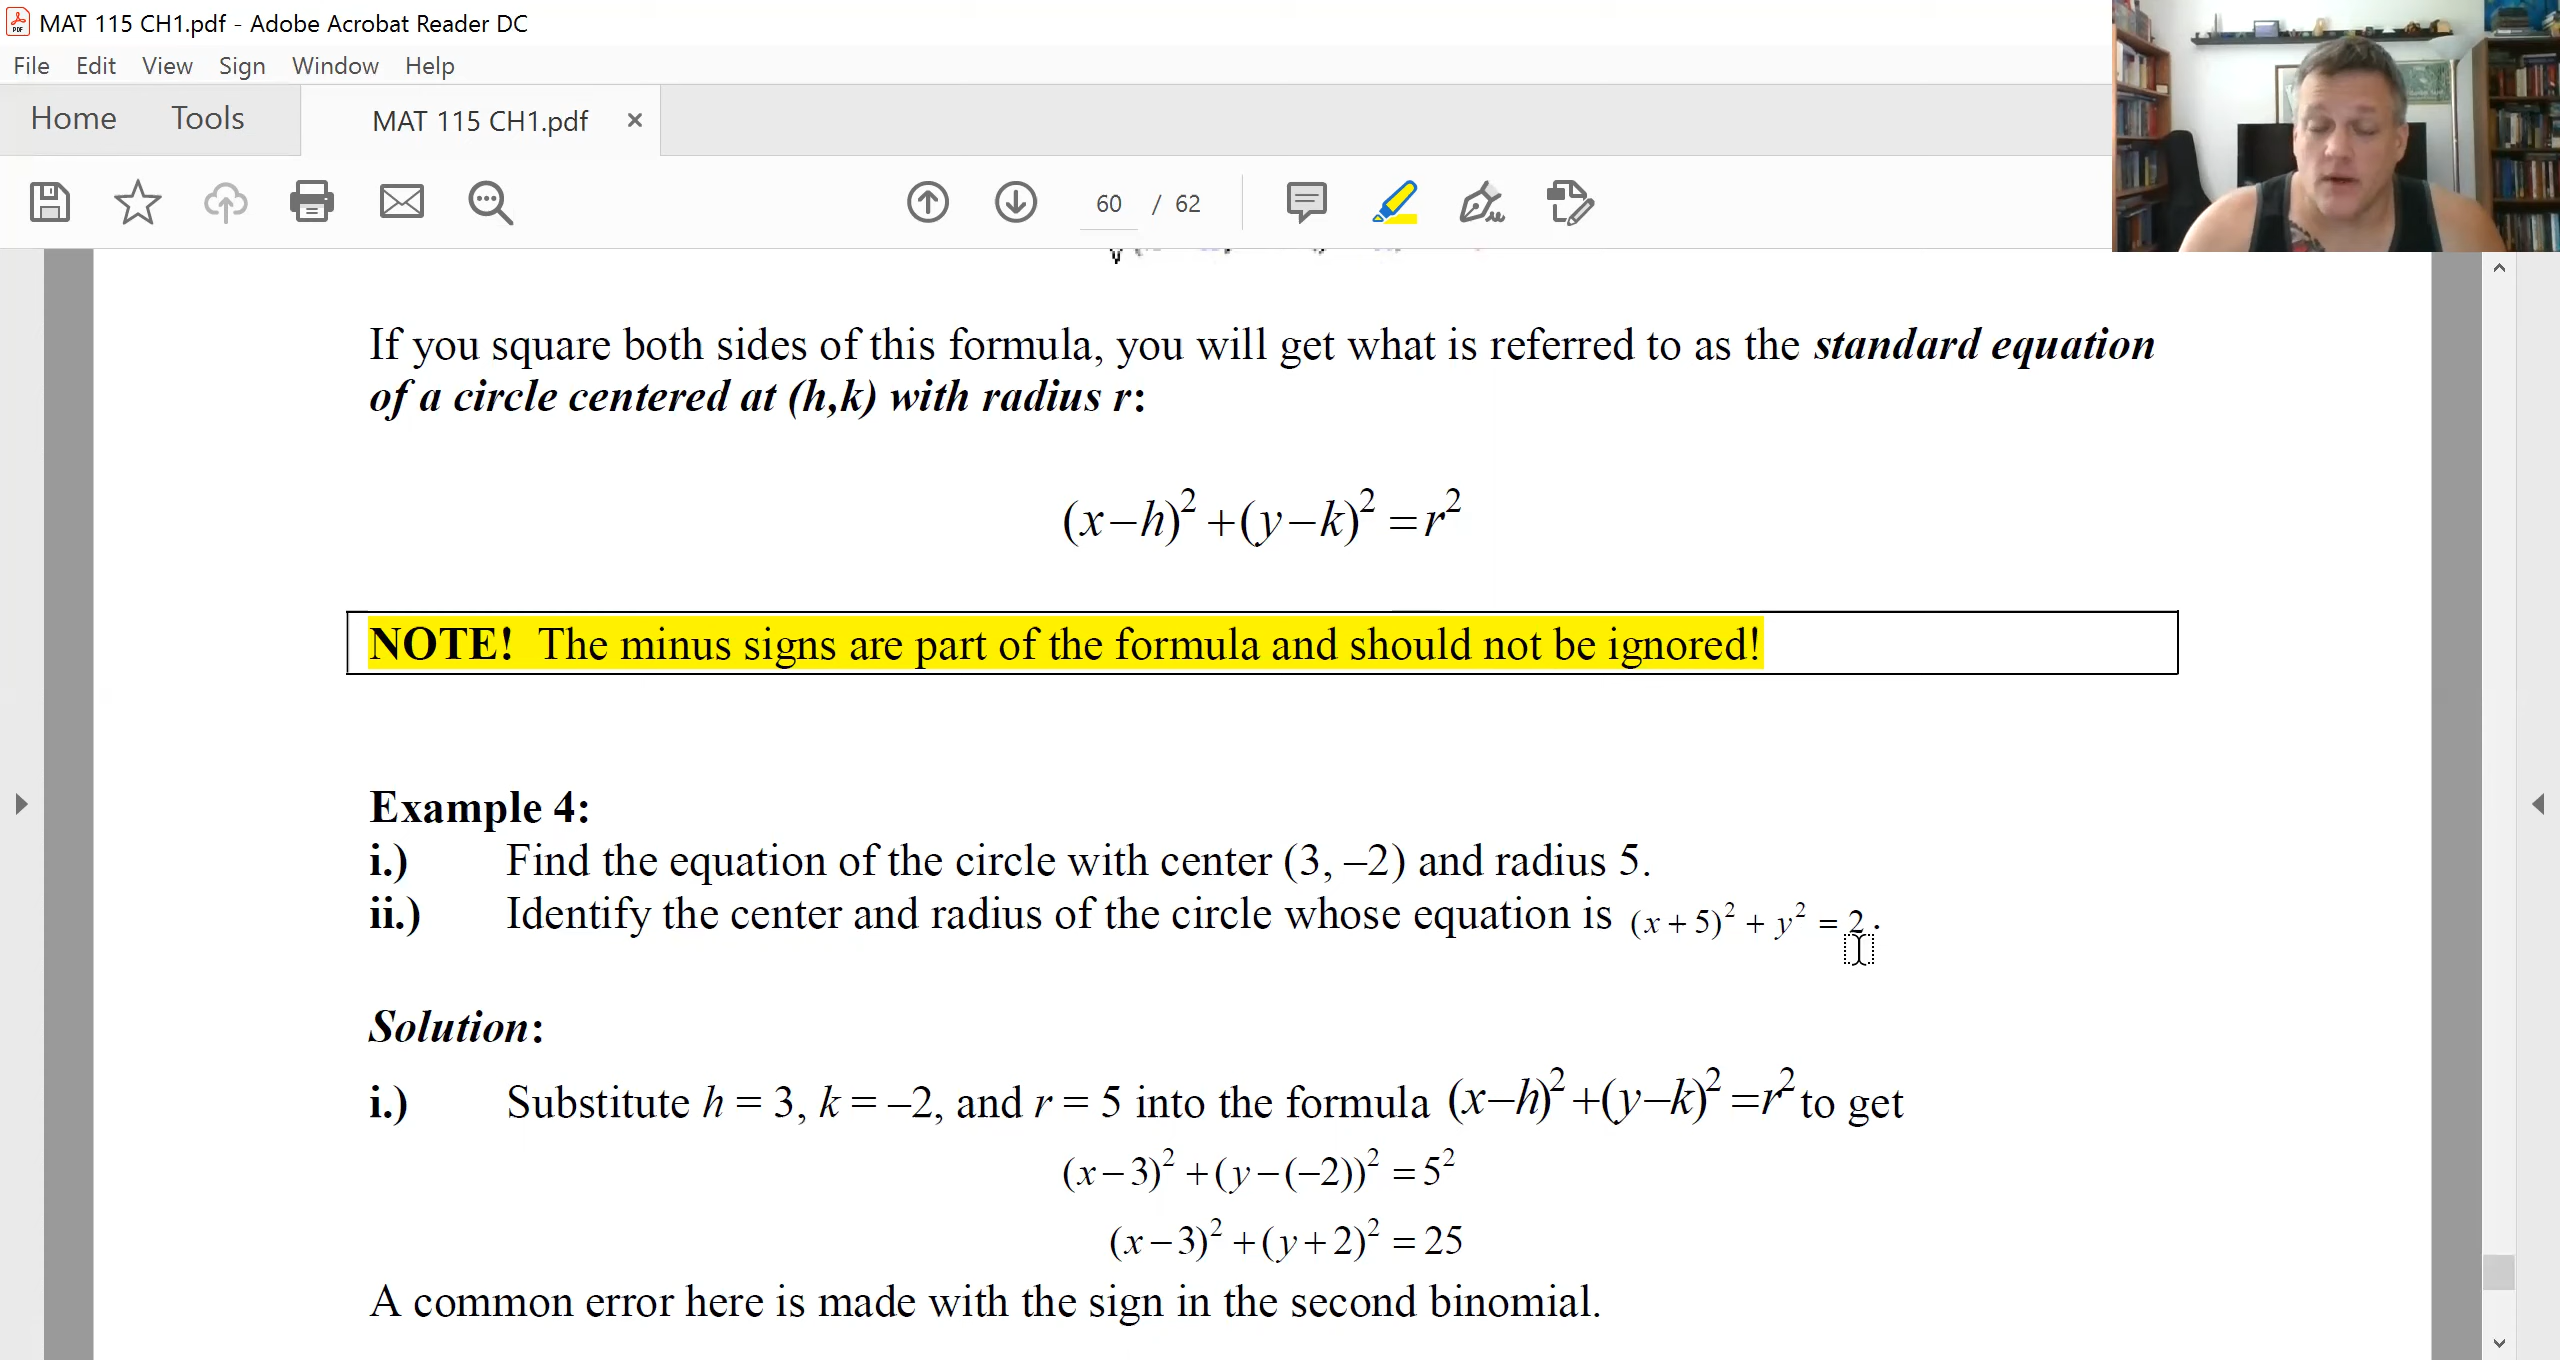 MAT 115 CH1.pdf - Adobe Acrobat Reader DC
File Edit View Sign Window Help
Home Tools MAT 115 CH1.pdf ×
60 / 62
If you square both sides of this formula, you will get what is referred to as the standard equation
of a circle centered at (h,k) with radius r:
(x−h)² +(y−k)² =r²
NOTE! The minus signs are part of the formula and should not be ignored!
Example 4:
i.) Find the equation of the circle with center (3, –2) and radius 5.
ii.) Identify the center and radius of the circle whose equation is (x + 5)² + y² = 2.
Solution:
i.) Substitute h = 3, k = –2, and r = 5 into the formula (x−h)² +(y−k)² =r² to get
(x−3)² +(y−(−2))² =5²
(x−3)² +(y+2)² =25
A common error here is made with the sign in the second binomial.